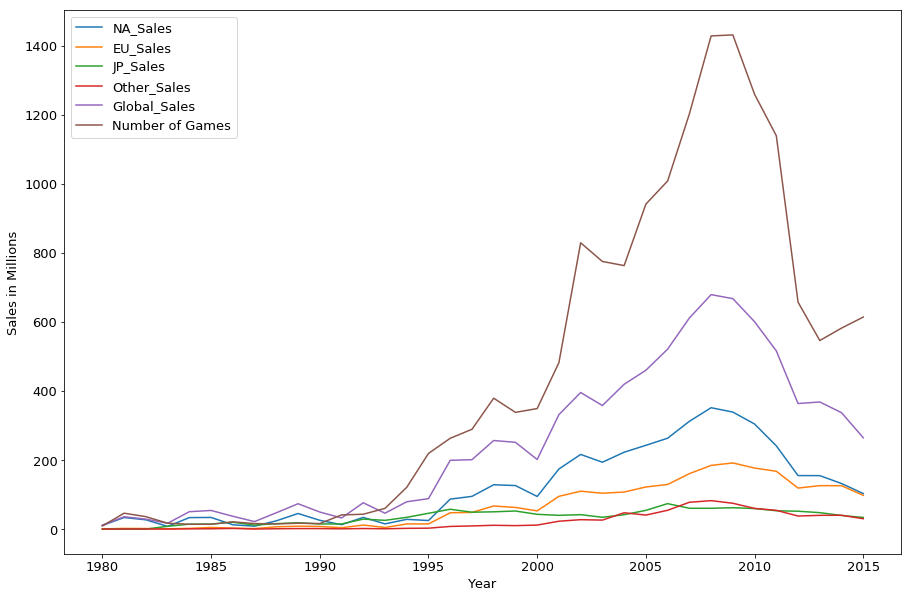 NA_Sales
EU_Sales
JP_Sales
Other_Sales
Global_Sales
Number of Games
1400
1200
1000
800
600
400
200
0
Sales in Millions
1980 1985 1990 1995 2000 2005 2010 2015
Year